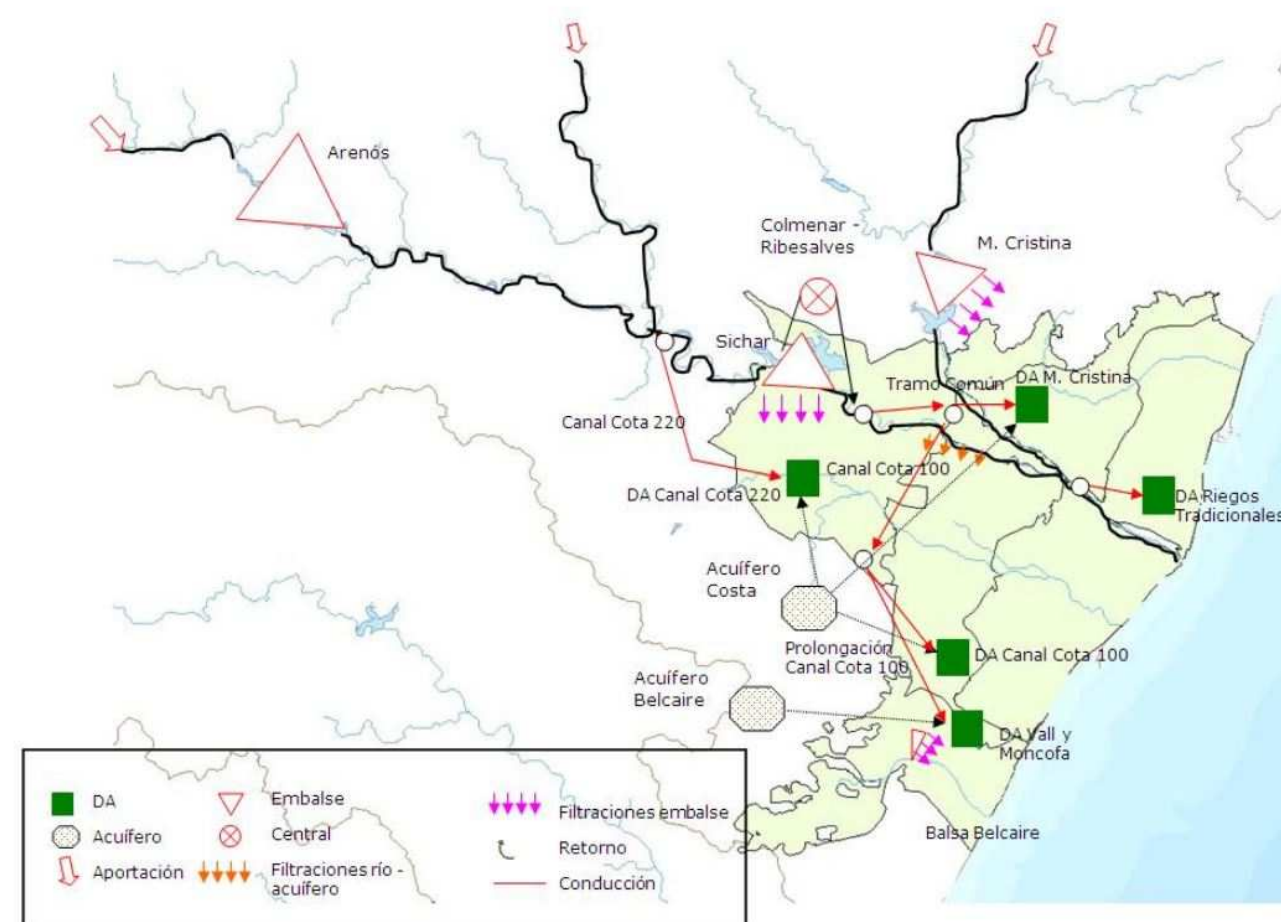 Arenós
Colmenar -
Ribesalves
M. Cristina
Sichar
Tramo Común
DA M. Cristina
Canal Cota 220
Canal Cota 100
DA Canal Cota 220
DA Riegos
Tradicionales
Acuífero
Costa
Prolongación
Canal Cota 100
DA Canal Cota 100
Acuífero
Belcaire
DA Vall y
Moncofa
Balsa Belcaire
DA
Embalse
Filtraciones embalse
Acuífero
Central
Retorno
Aportación
Filtraciones río -
acuífero
Conducción